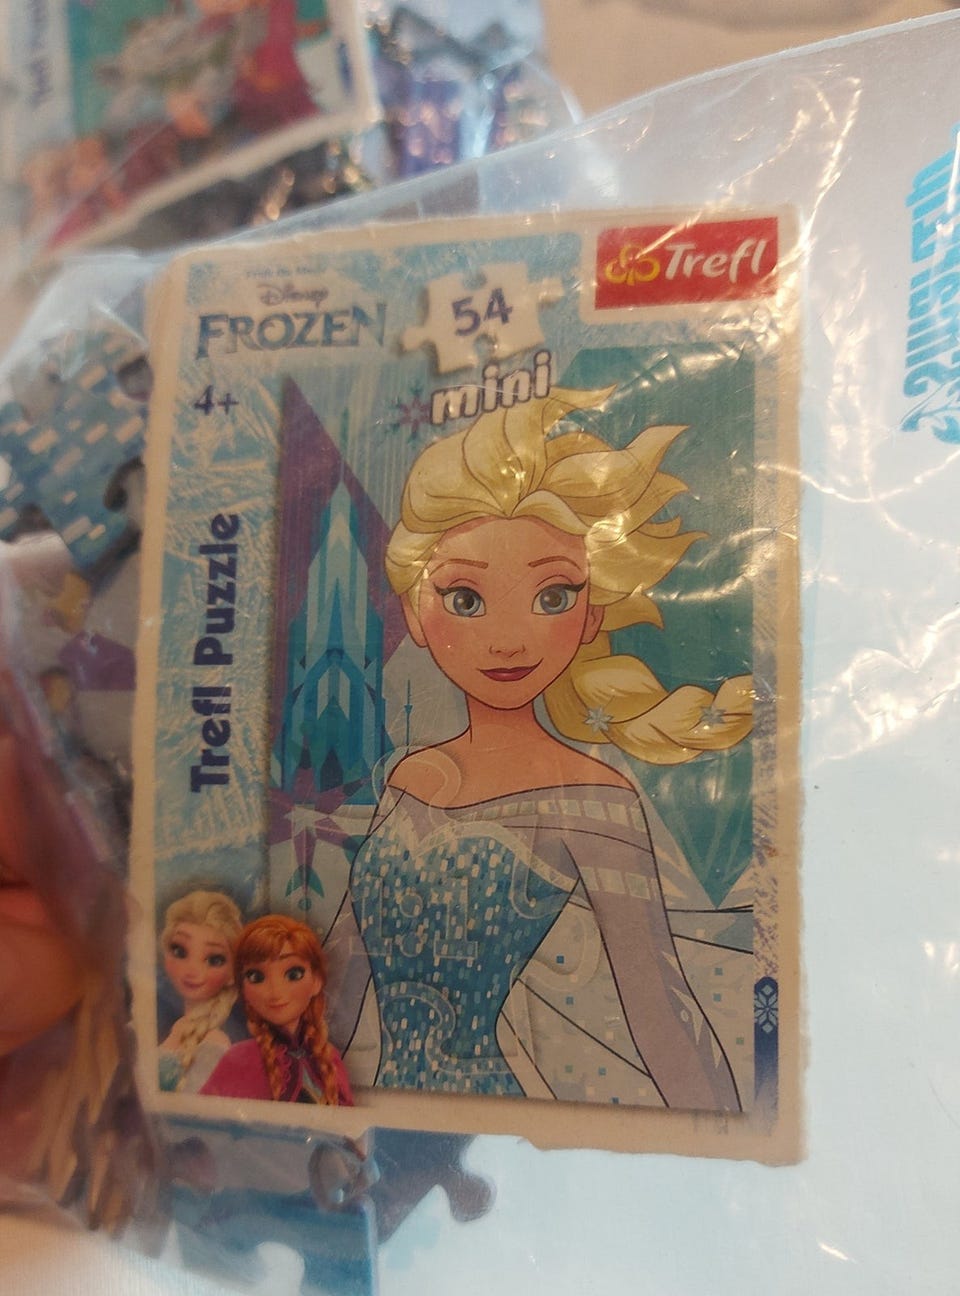 Disney
FROZEN
54
Trefl
4+
mini
Trefl Puzzle